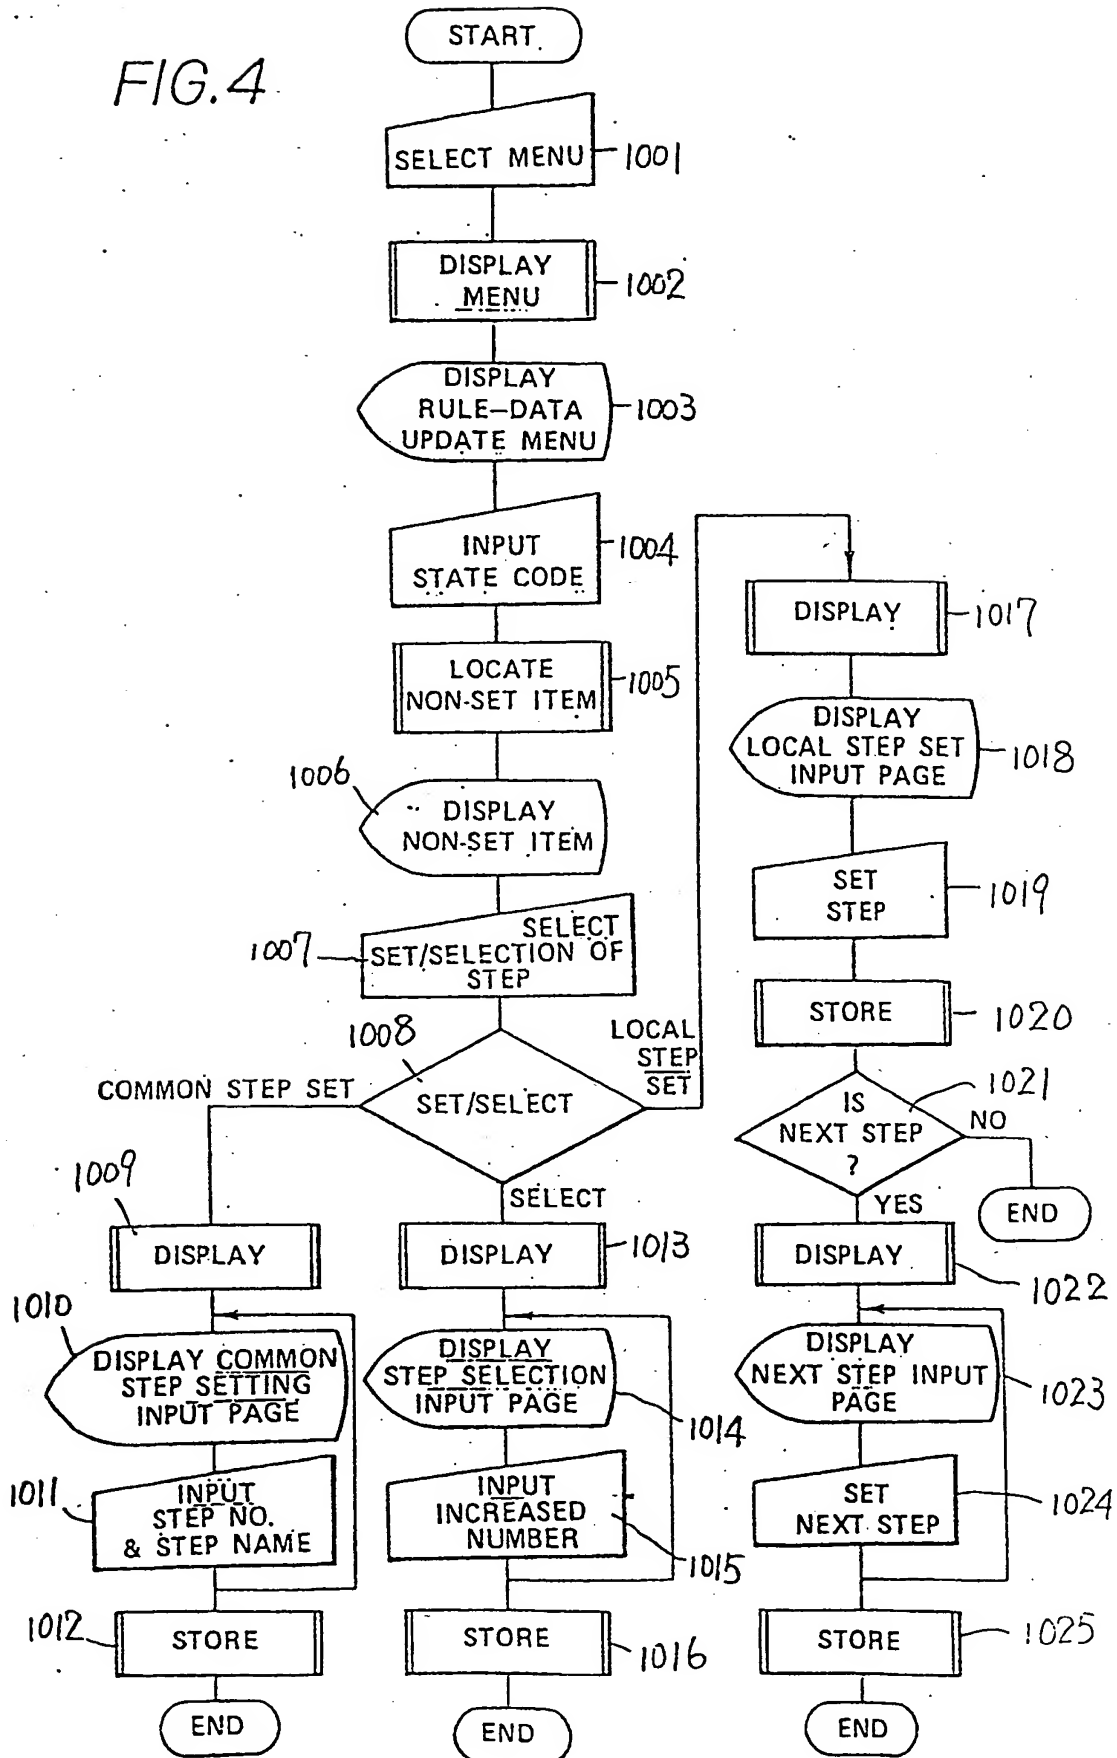 FIG.4
START
SELECT MENU
1001
DISPLAY
MENU
1002
DISPLAY
RULE-DATA
UPDATE MENU
1003
INPUT
STATE CODE
1004
LOCATE
NON-SET ITEM
1005
1006
DISPLAY
NON-SET ITEM
1007
SELECT
SET/SELECTION OF
STEP
1008
SET/SELECT
COMMON STEP SET
LOCAL
STEP
SET
SELECT
1009
DISPLAY
1010
DISPLAY COMMON
STEP SETTING
INPUT PAGE
1011
INPUT
STEP NO.
& STEP NAME
1012
STORE
END
DISPLAY
1013
DISPLAY
STEP SELECTION
INPUT PAGE
1014
INPUT
INCREASED
NUMBER
1015
STORE
1016
END
DISPLAY
1017
DISPLAY
LOCAL STEP SET
INPUT PAGE
1018
SET
STEP
1019
STORE
1020
IS
NEXT STEP
?
1021
NO
END
YES
DISPLAY
1022
DISPLAY
NEXT STEP INPUT
PAGE
1023
SET
NEXT STEP
1024
STORE
1025
END